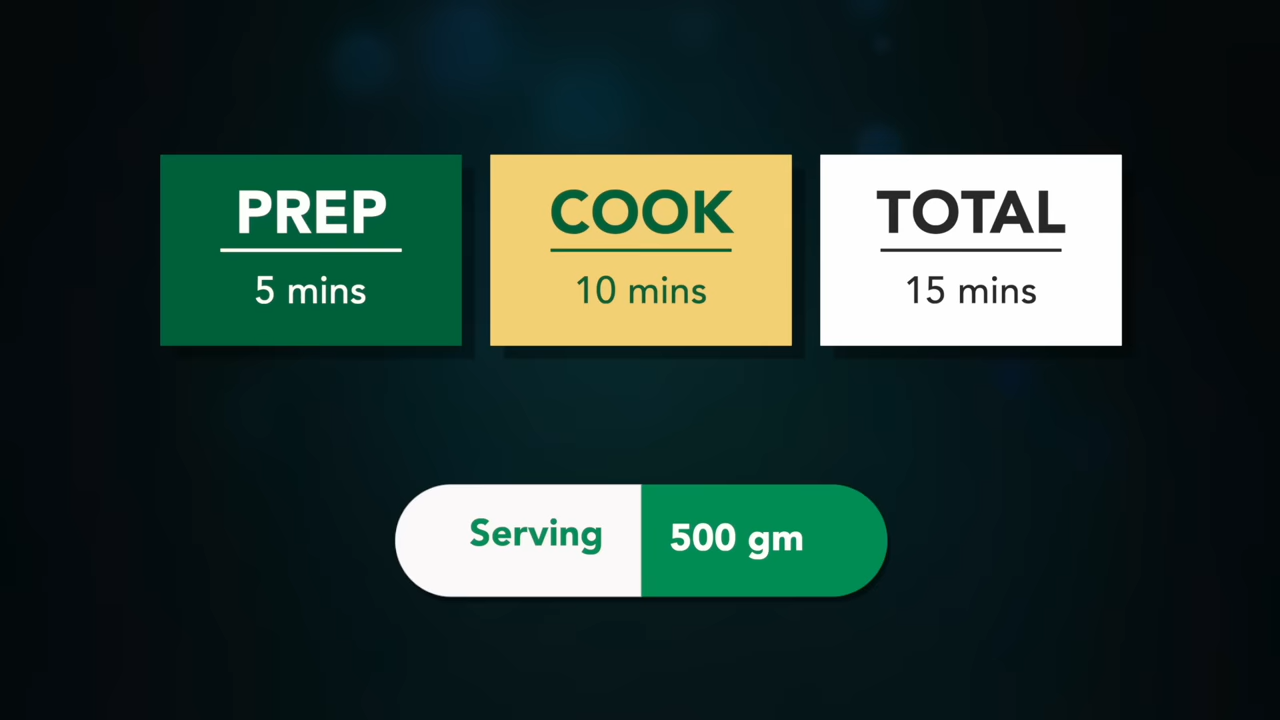 PREP
5 mins
COOK
10 mins
TOTAL
15 mins
Serving
500 gm